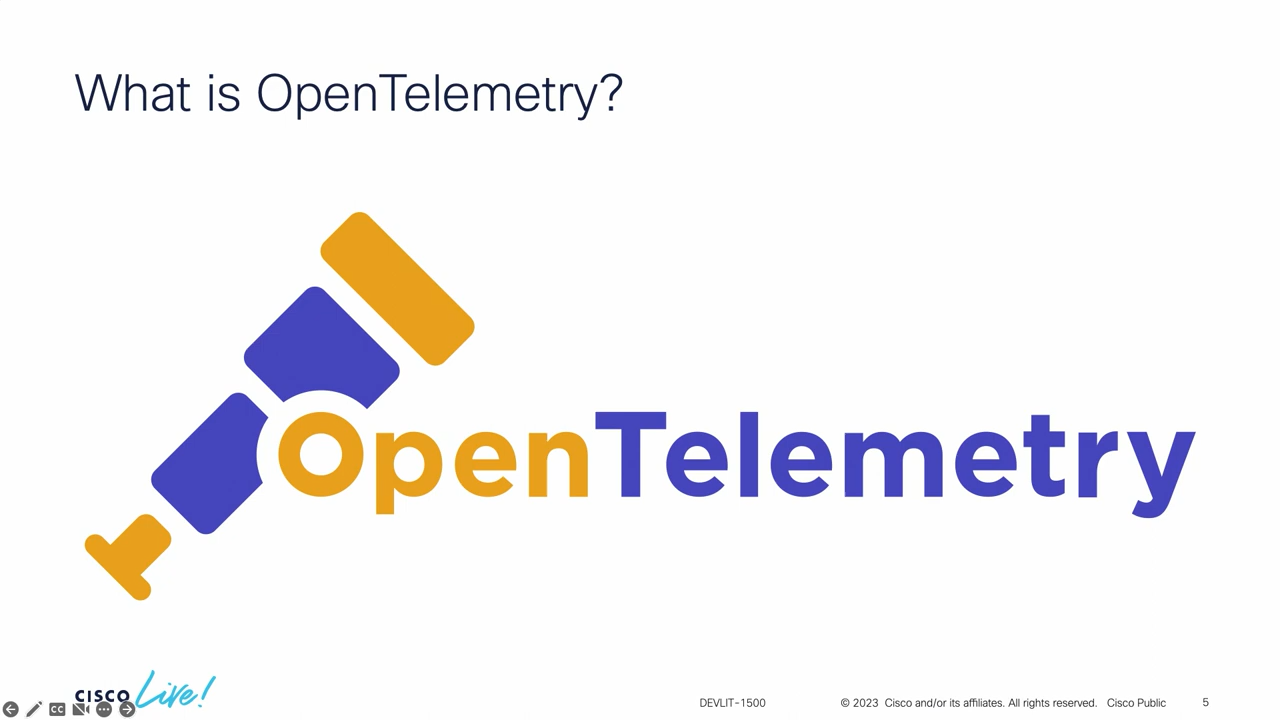 What is OpenTelemetry?
OpenTelemetry
CISCO Live!
CC
DEVLIT-1500
© 2023 Cisco and/or its affiliates. All rights reserved. Cisco Public
5